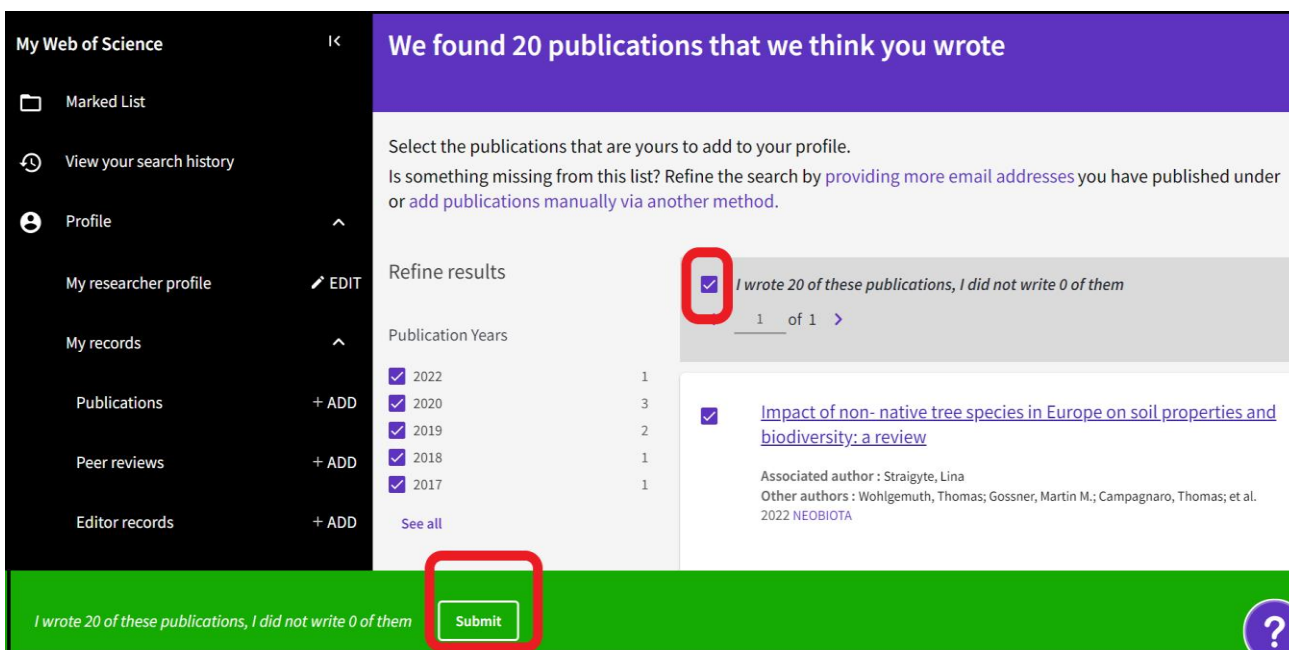 My Web of Science
Marked List
View your search history
Profile
My researcher profile EDIT
My records
Publications + ADD
Peer reviews + ADD
Editor records + ADD
We found 20 publications that we think you wrote
Select the publications that are yours to add to your profile.
Is something missing from this list? Refine the search by providing more email addresses you have published under
or add publications manually via another method.
Refine results
Publication Years
2022 1
2020 3
2019 2
2018 1
2017 1
See all
I wrote 20 of these publications, I did not write 0 of them
1 of 1
Impact of non- native tree species in Europe on soil properties and
biodiversity: a review
Associated author : Straigyte, Lina
Other authors : Wohlgemuth, Thomas; Gossner, Martin M.; Campagnaro, Thomas; et al.
2022 NEOBIOTA
I wrote 20 of these publications, I did not write 0 of them Submit
?